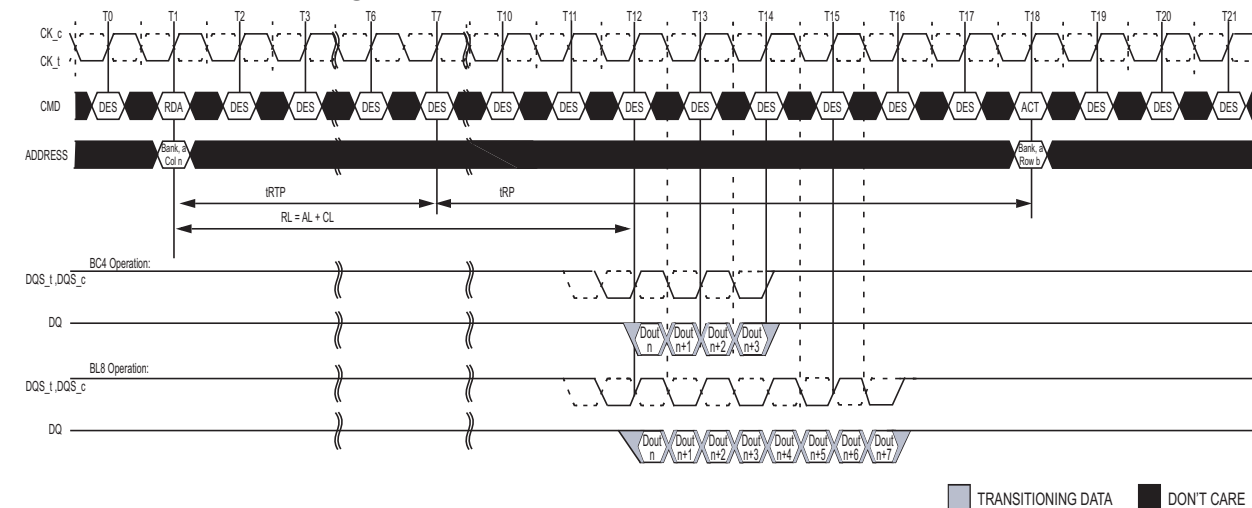 T0 T1 T2 T3 T6 T7 T10 T11 T12 T13 T14 T15 T16 T17 T18 T19 T20 T21
CK_c
CK_t
CMD DES RDA DES DES DES DES DES DES DES DES DES DES DES DES ACT DES DES DES
ADDRESS Bank, a Bank, a
Col n Row b
tRTP tRP
RL = AL + CL
BC4 Operation:
DQS_t ,DQS_c
DQ
Dout Dout Dout Dout
n n+1 n+2 n+3
BL8 Operation:
DQS_t ,DQS_c
DQ
Dout Dout Dout Dout Dout Dout Dout Dout
n n+1 n+2 n+3 n+4 n+5 n+6 n+7
TRANSITIONING DATA DON'T CARE